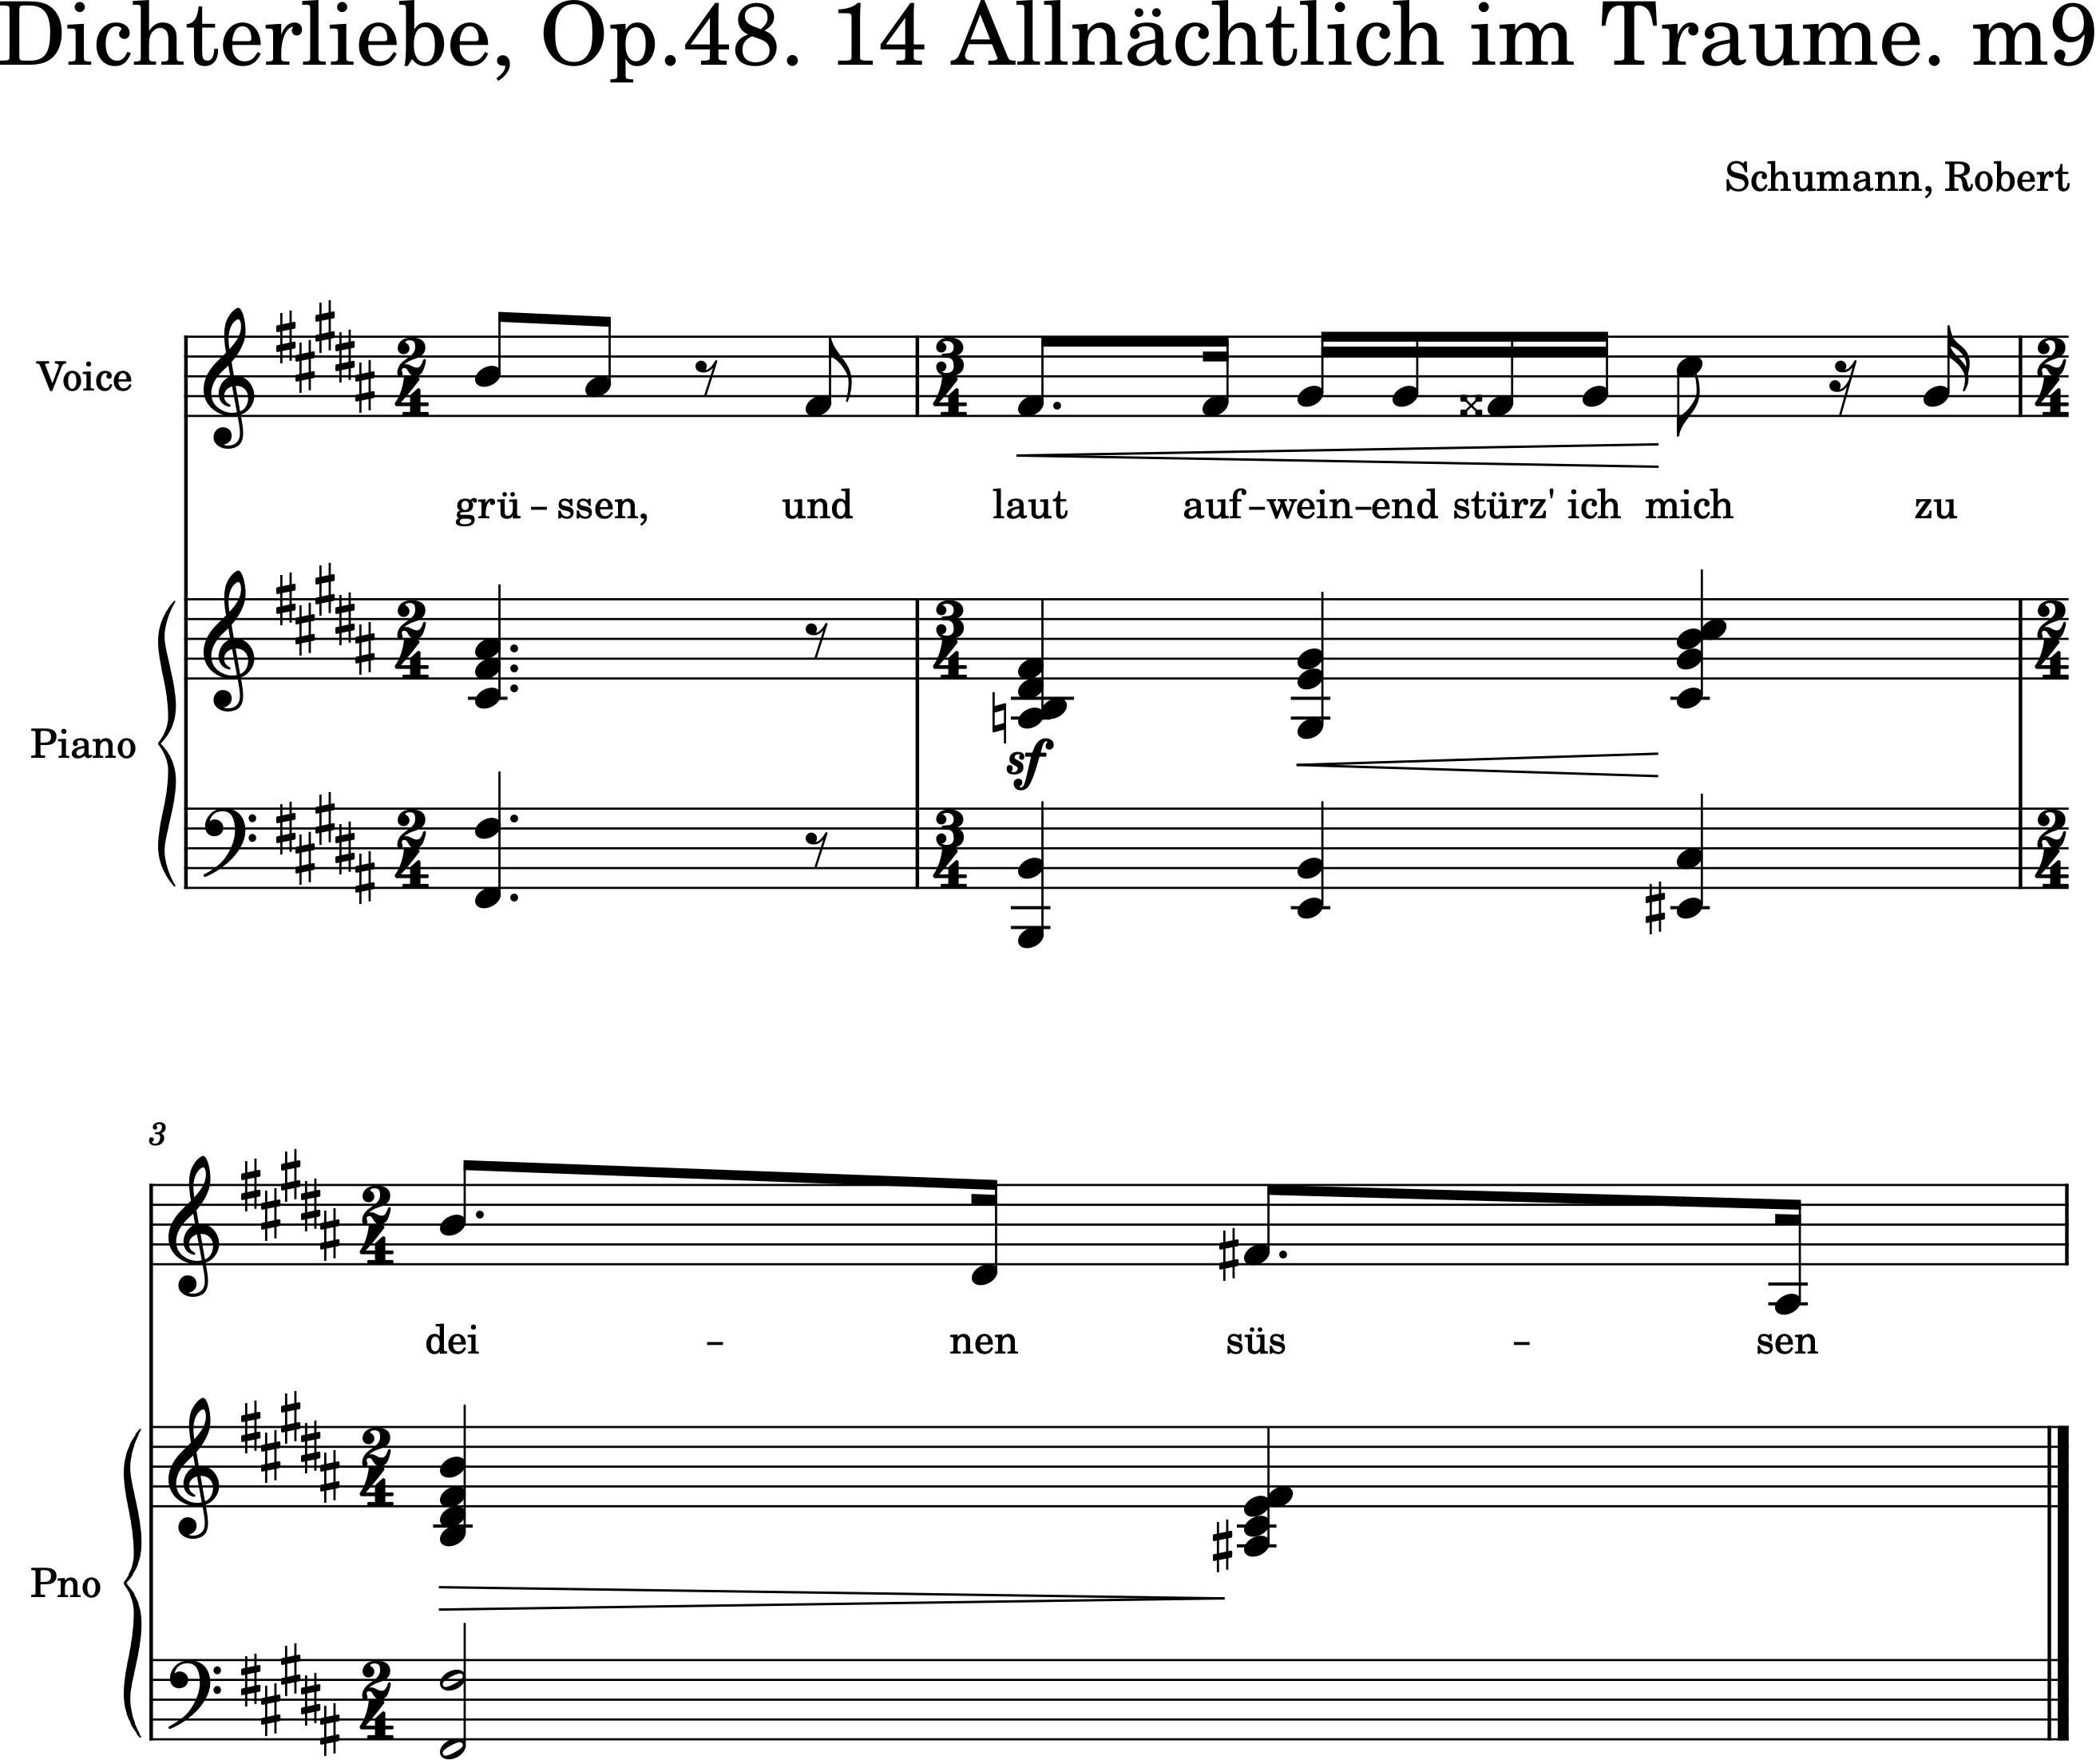 Dichterliebe, Op.48. 14 Allnächtlich im Traume. m9
Schumann, Robert
Voice
grü – ssen, und laut auf –wein–end stürz' ich mich zu
Piano
sf
3
dei – nen süs – sen
Pno